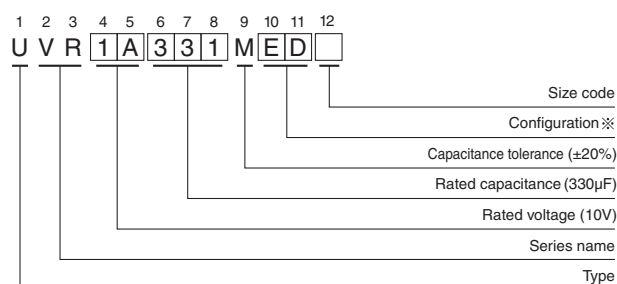 1 2 3 4 5 6 7 8 9 10 11 12
U V R 1 A 3 3 1 M E D
Size code
Configuration※
Capacitance tolerance (±20%)
Rated capacitance (330µF)
Rated voltage (10V)
Series name
Type